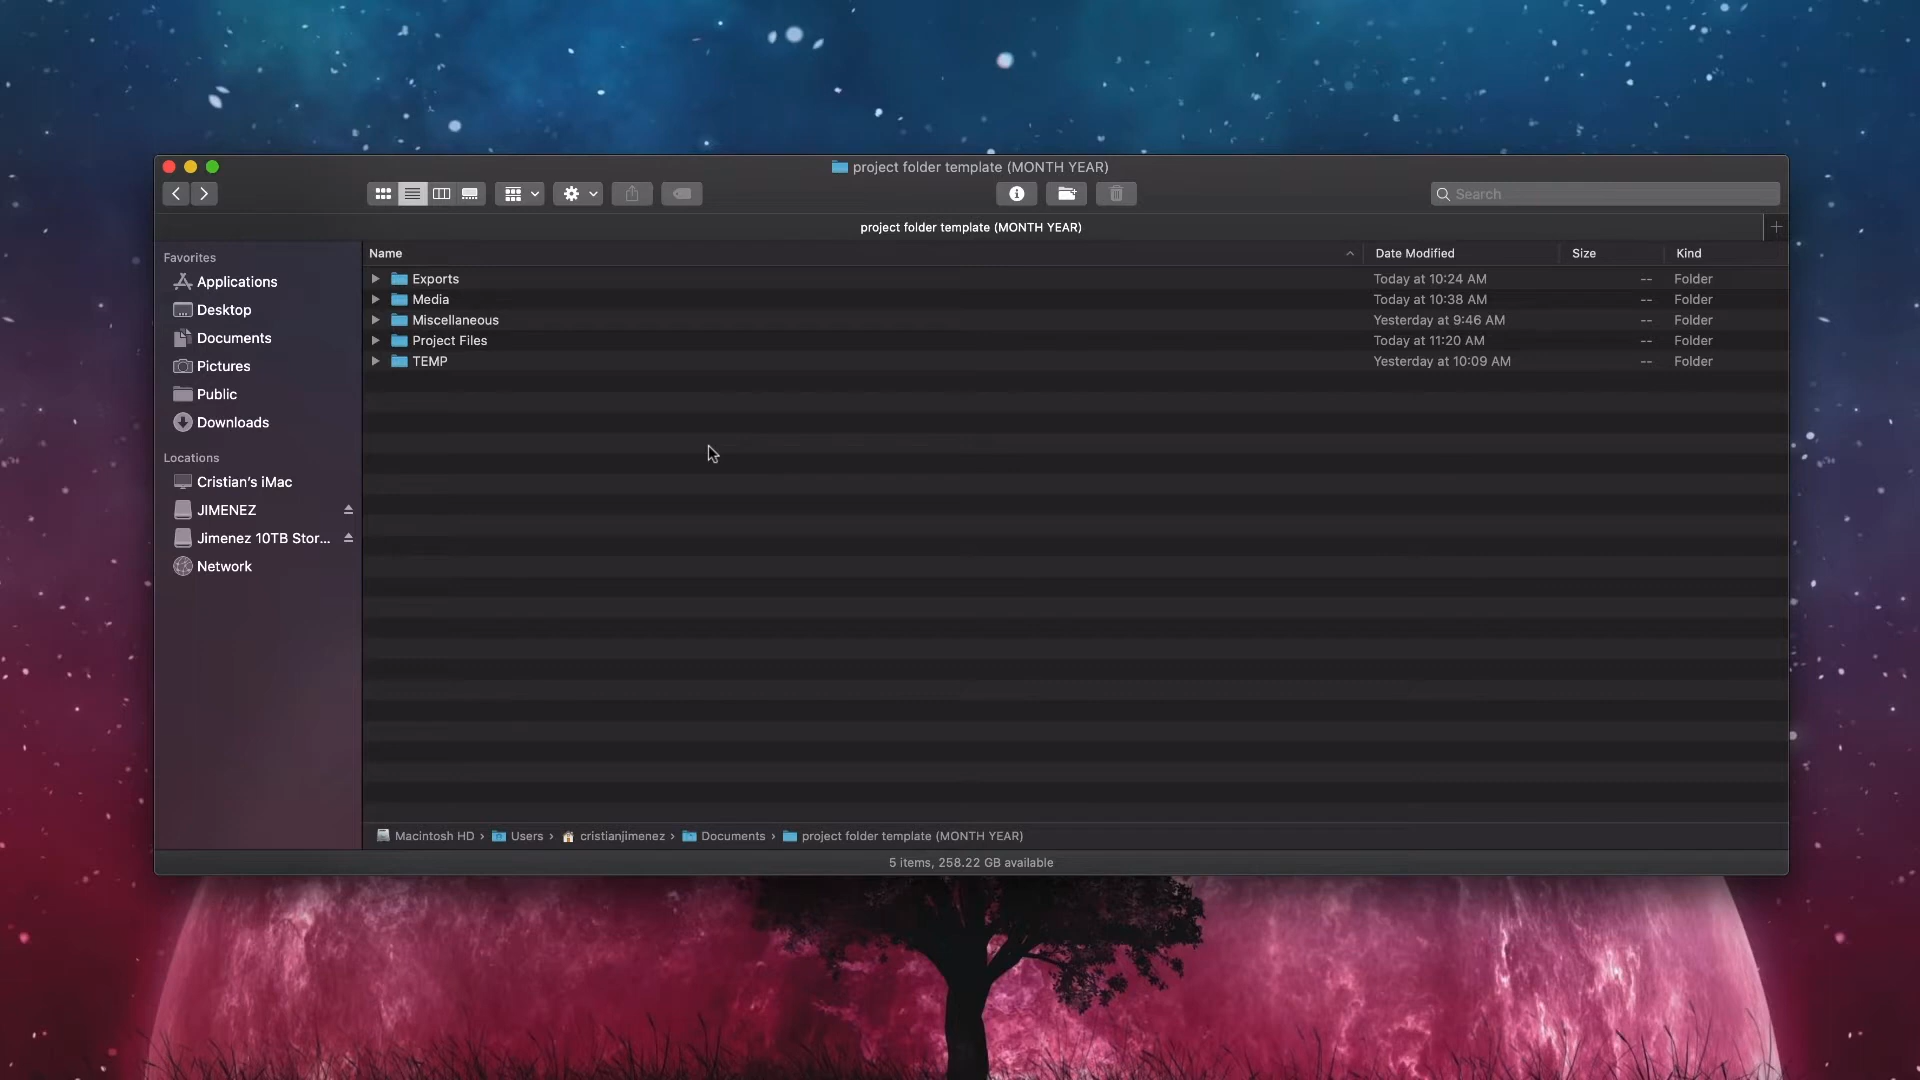 project folder template (MONTH YEAR)
Search
project folder template (MONTH YEAR)
Favorites
Applications
Desktop
Documents
Pictures
Public
Downloads
Locations
Cristian's iMac
JIMENEZ
Jimenez 10TB Stor...
Network
Name Date Modified Size Kind
Exports Today at 10:24 AM -- Folder
Media Today at 10:38 AM -- Folder
Miscellaneous Yesterday at 9:46 AM -- Folder
Project Files Today at 11:20 AM -- Folder
TEMP Yesterday at 10:09 AM -- Folder
Macintosh HD › Users › cristianjimenez › Documents › project folder template (MONTH YEAR)
5 items, 258.22 GB available